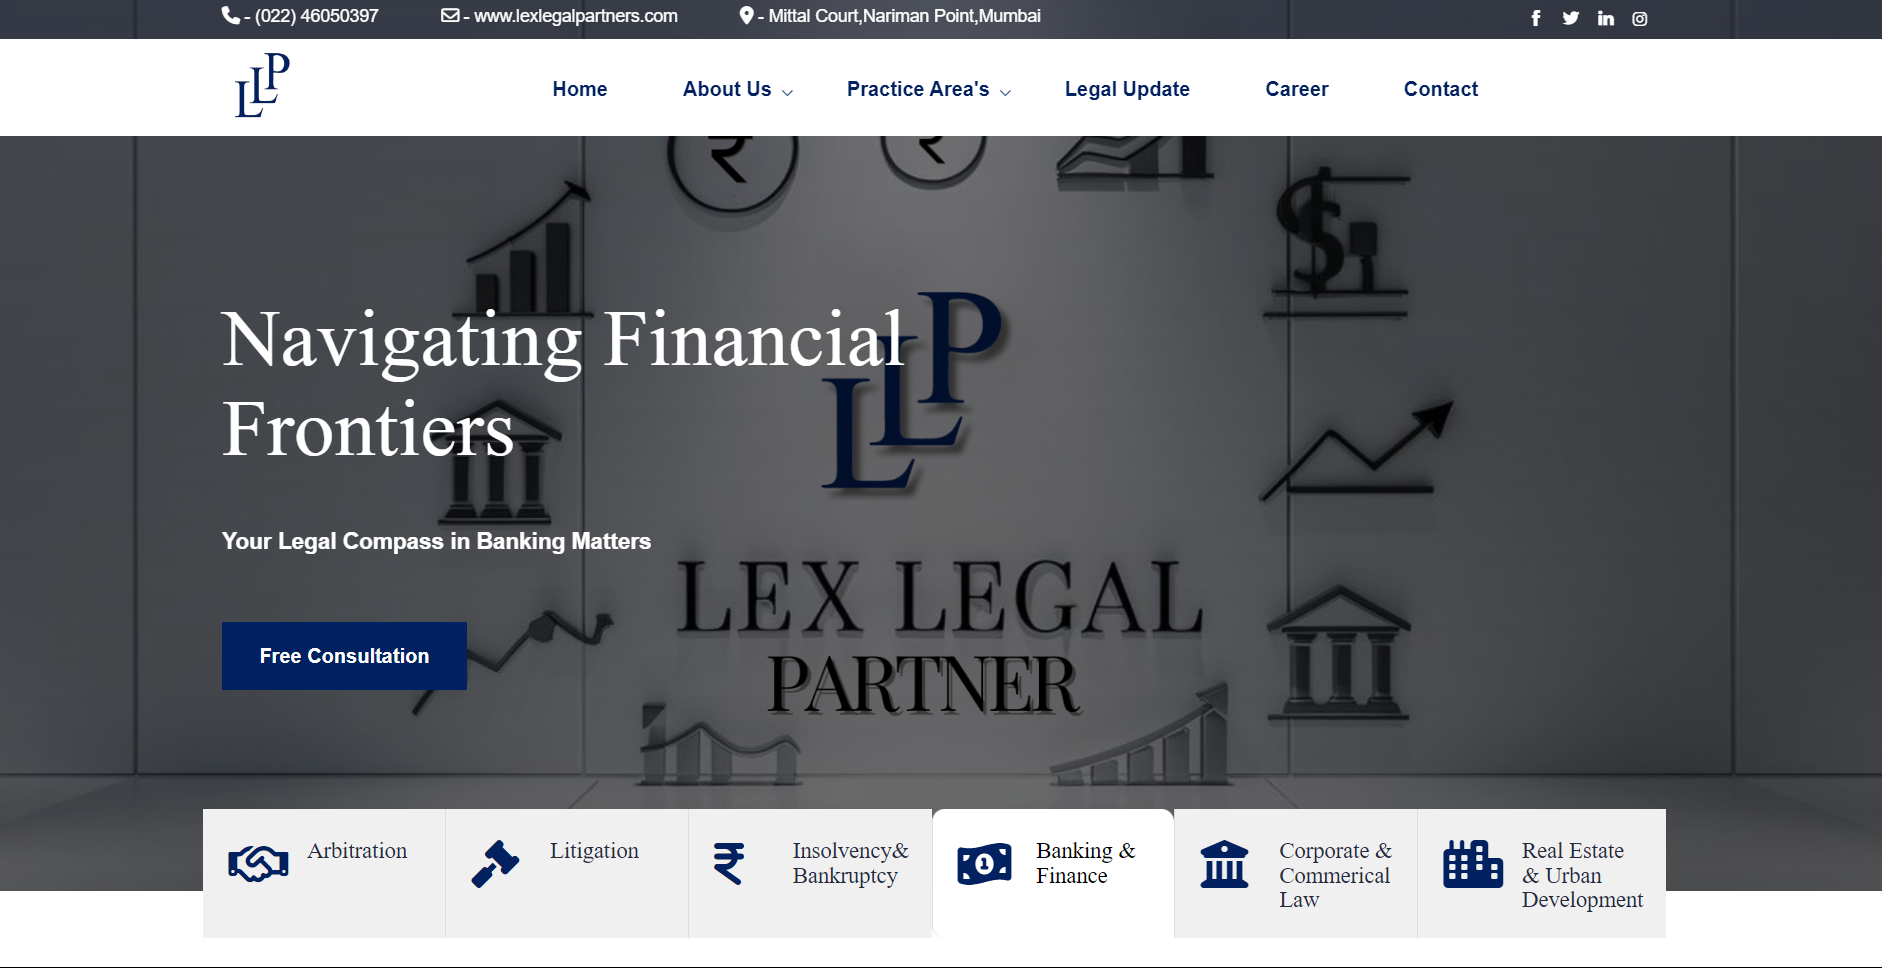 - (022) 46050397
- www.lexlegalpartners.com
- Mittal Court,Nariman Point,Mumbai
LLP
Home
About Us
Practice Area's
Legal Update
Career
Contact
Navigating Financial
Frontiers
Your Legal Compass in Banking Matters
Free Consultation
LLP
LEX LEGAL
PARTNER
Arbitration
Litigation
Insolvency&
Bankruptcy
Banking &
Finance
Corporate &
Commerical
Law
Real Estate
& Urban
Development